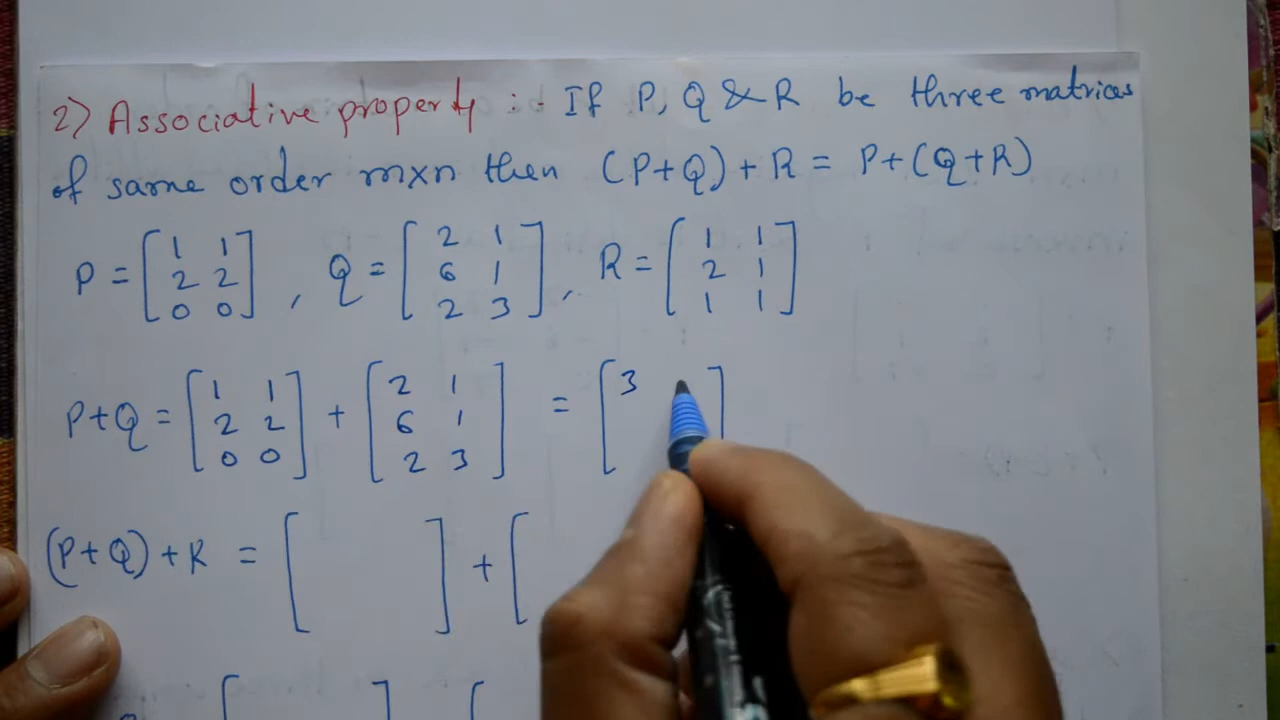 2) Associative property :- If P, Q & R be three matrices
of same order mxn then (P+Q) + R = P+(Q+R)
P = [1 1
2 2
0 0] , Q = [2 1
6 1
2 3] , R = [1 1
2 1
1 1]
P+Q = [1 1
2 2
0 0] + [2 1
6 1
2 3] = [3 ]
(P+Q) + R = [ ] + [